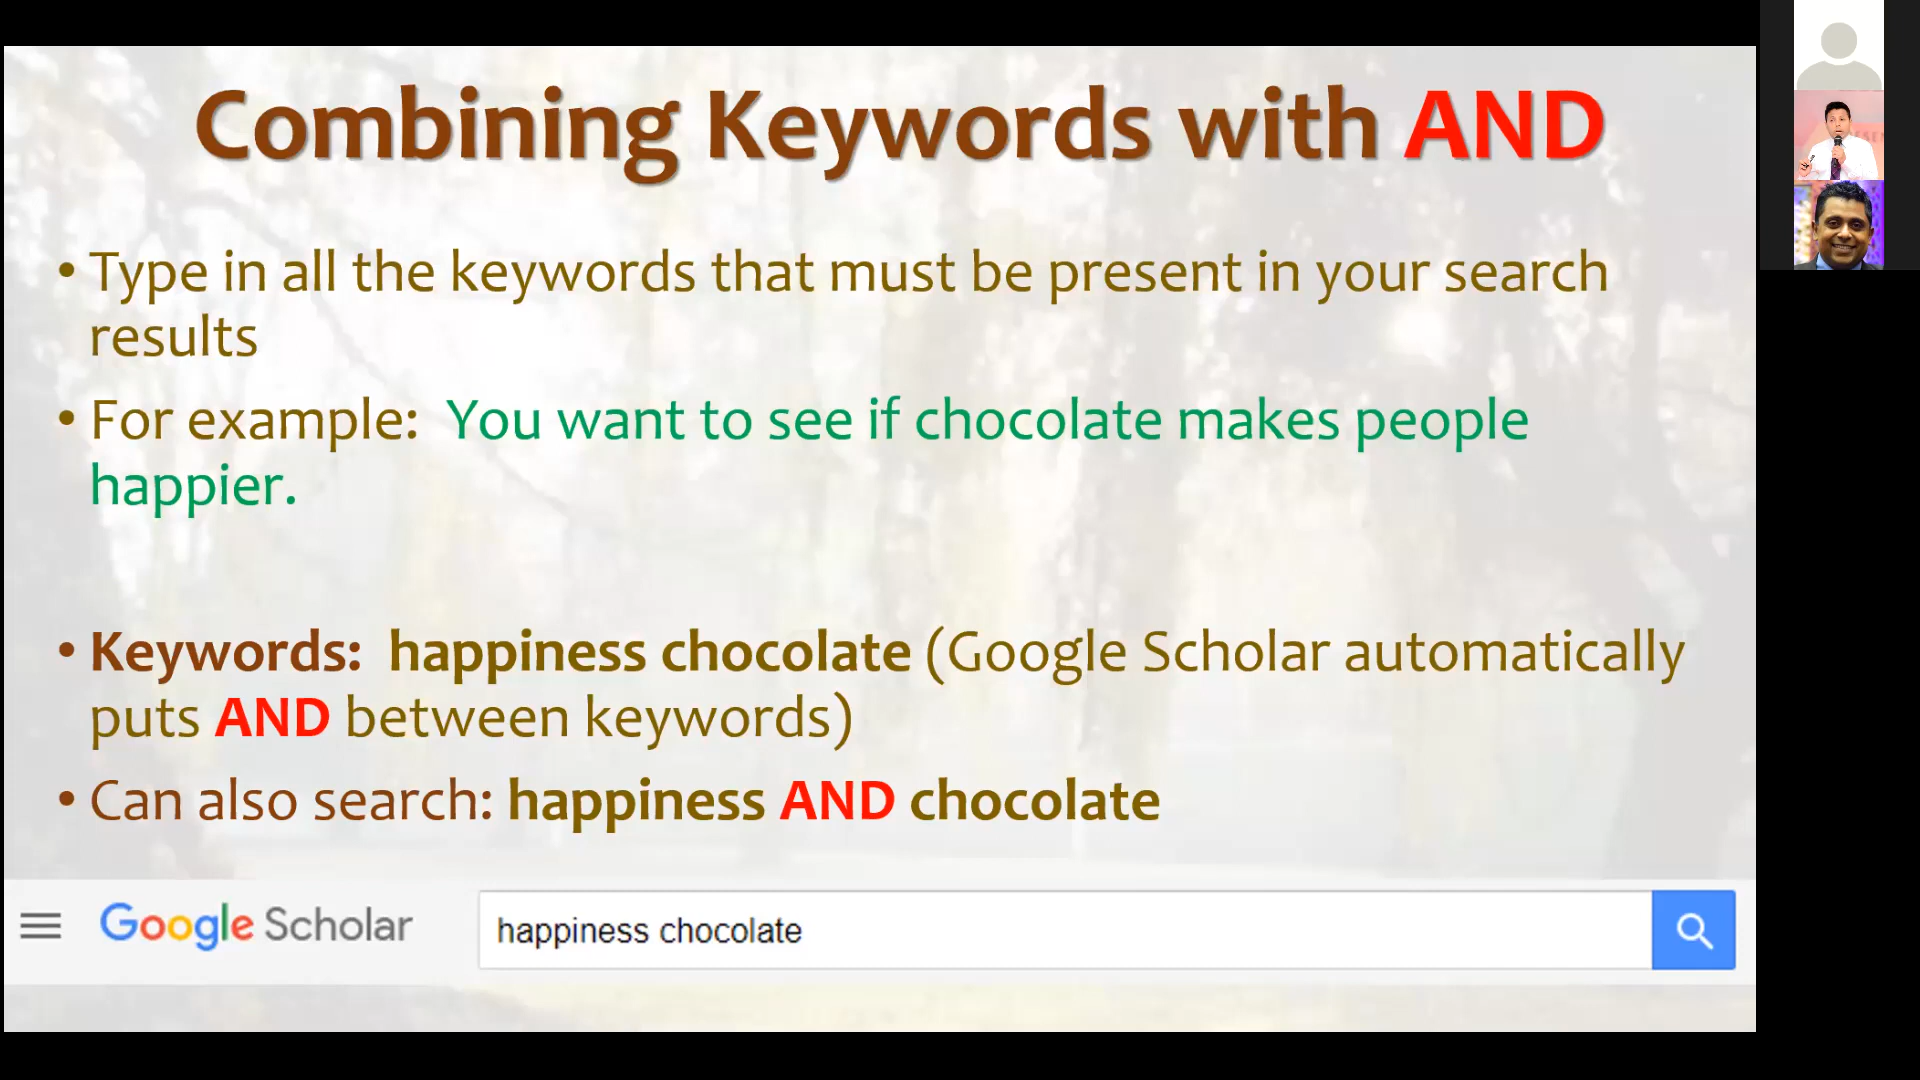 Combining Keywords with AND
• Type in all the keywords that must be present in your search
results
• For example: You want to see if chocolate makes people
happier.
• Keywords: happiness chocolate (Google Scholar automatically
puts AND between keywords)
• Can also search: happiness AND chocolate
Google Scholar happiness chocolate